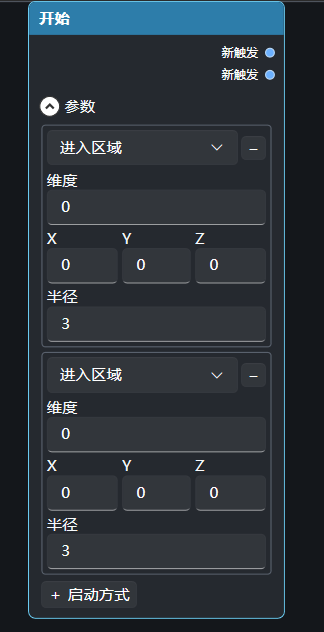 开始
新触发
新触发
参数
进入区域 –
维度
0
X Y Z
0 0 0
半径
3
进入区域 –
维度
0
X Y Z
0 0 0
半径
3
+ 启动方式